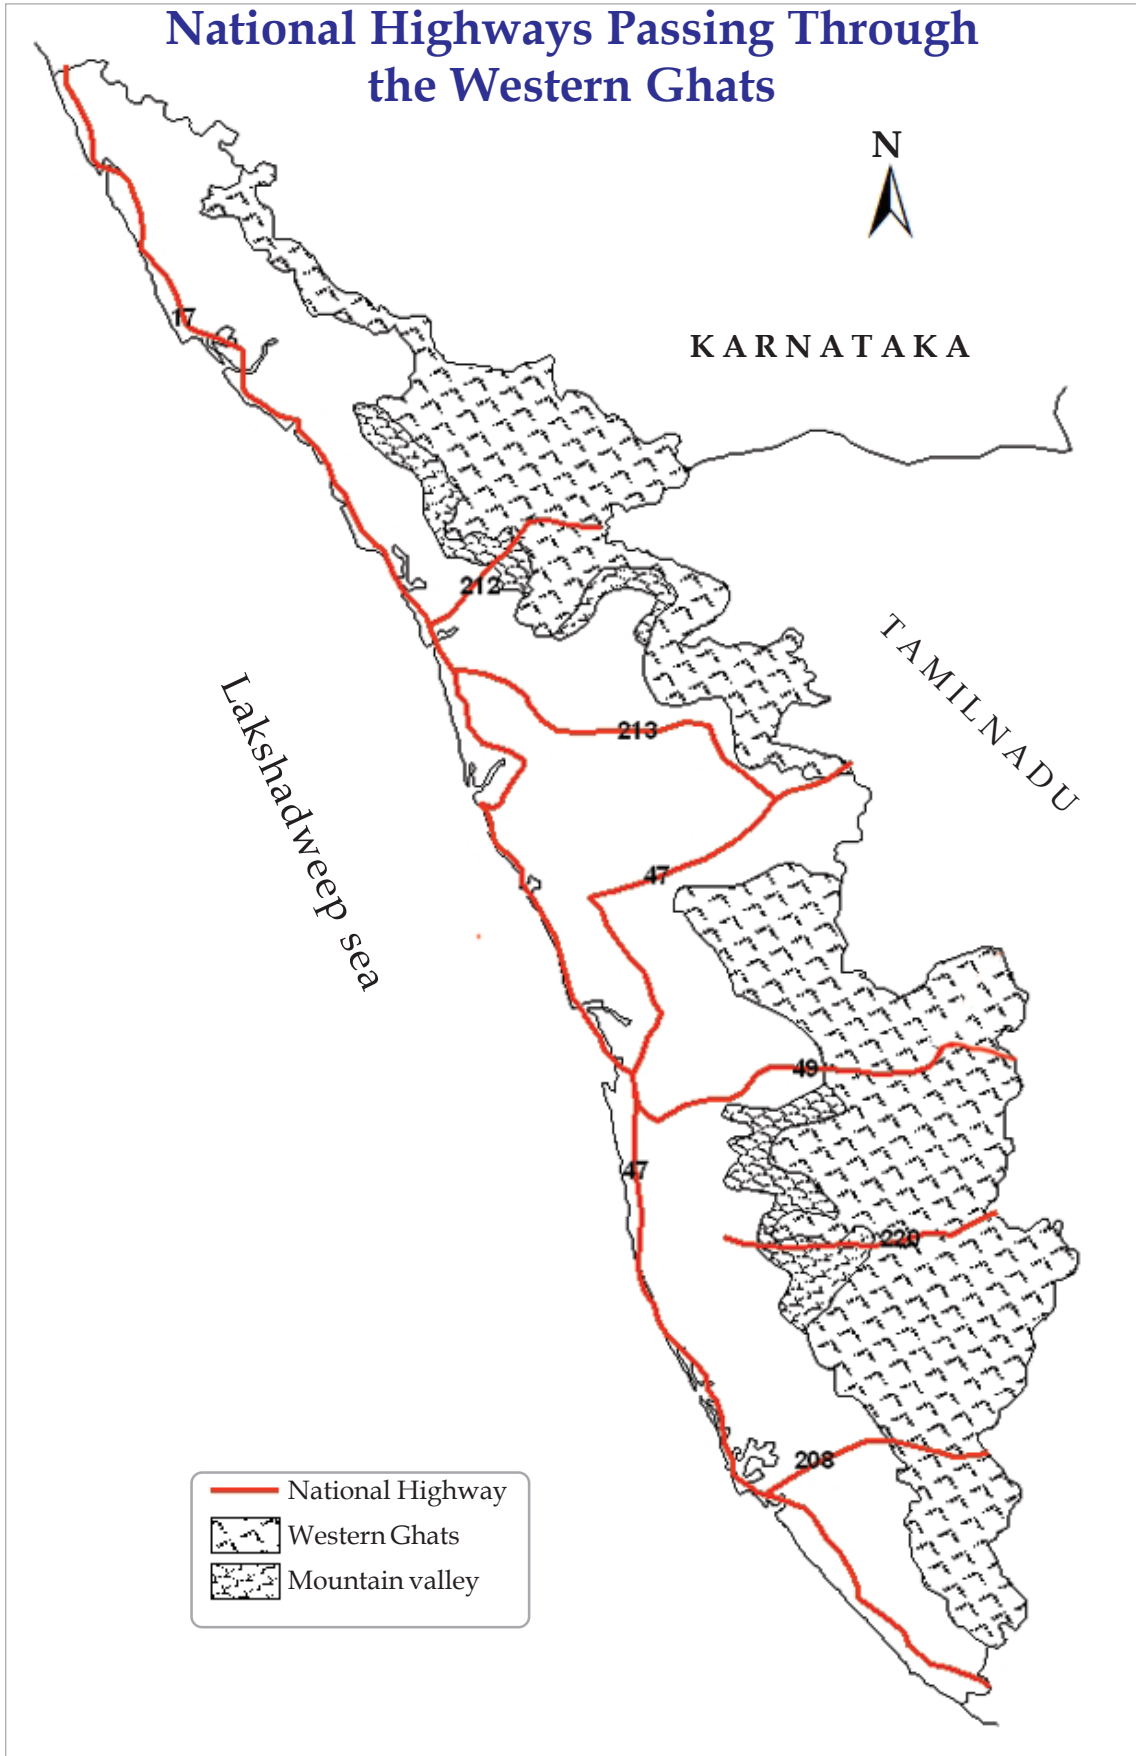 National Highways Passing Through
the Western Ghats
N
17
KARNATAKA
212
TAMILNADU
Lakshadweep sea
213
47
49
47
220
208
National Highway
Western Ghats
Mountain valley